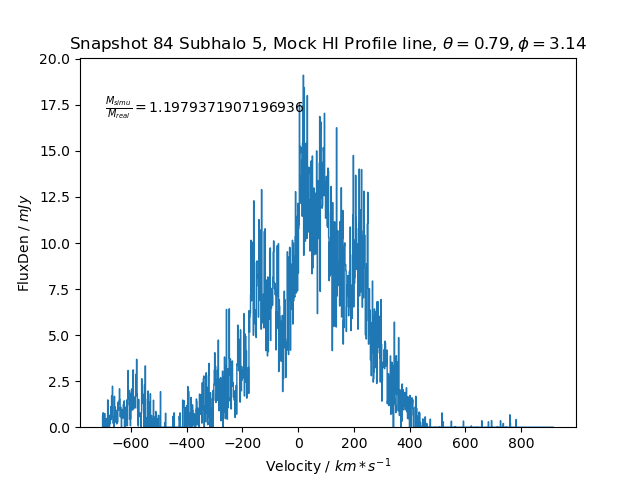 Snapshot 84 Subhalo 5, Mock HI Profile line, θ = 0.79, ϕ = 3.14
20.0
17.5
15.0
12.5
10.0
7.5
5.0
2.5
0.0
FluxDen / mJy
M_simu/M_real = 1.1979371907196936
−600 −400 −200 0 200 400 600 800
Velocity / km * s⁻¹